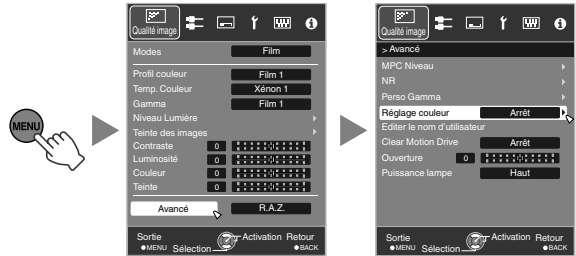 MENU
Qualité image
Modes Film
Profil couleur Film 1
Temp. Couleur Xénon 1
Gamma Film 1
Niveau Lumière
Teinte des images
Contraste 0
Luminosité 0
Couleur 0
Teinte 0
Avancé R.A.Z.
Sortie Activation Retour
●MENU Sélection ●BACK
Qualité image
> Avancé
MPC Niveau
NR
Perso Gamma
Réglage couleur Arrêt
Editer le nom d'utilisateur
Clear Motion Drive Arrêt
Ouverture 0
Puissance lampe Haut
Sortie Activation Retour
●MENU Sélection ●BACK